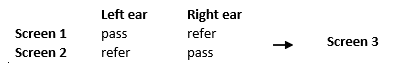 Left ear Right ear
Screen 1 pass refer
Screen 2 refer pass → Screen 3